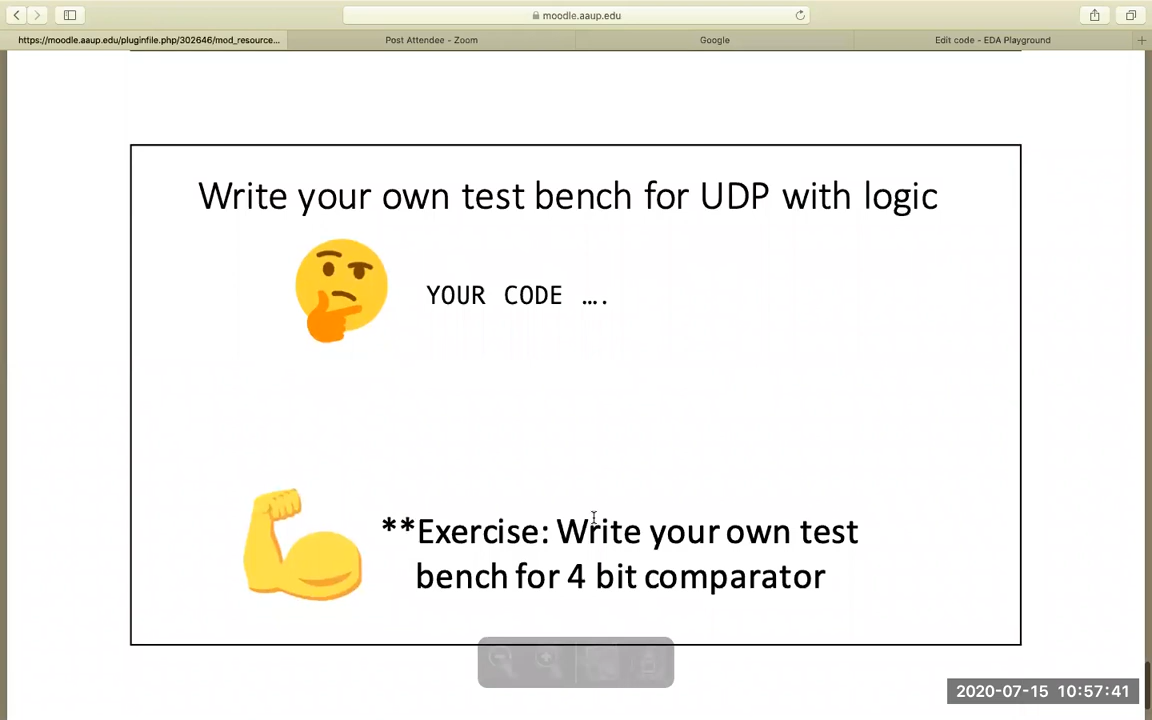 moodle.aaup.edu
https://moodle.aaup.edu/pluginfile.php/302646/mod_resource...
Post Attendee - Zoom
Google
Edit code - EDA Playground
Write your own test bench for UDP with logic
YOUR CODE ….
**Exercise: Write your own test
bench for 4 bit comparator
2020-07-15 10:57:41